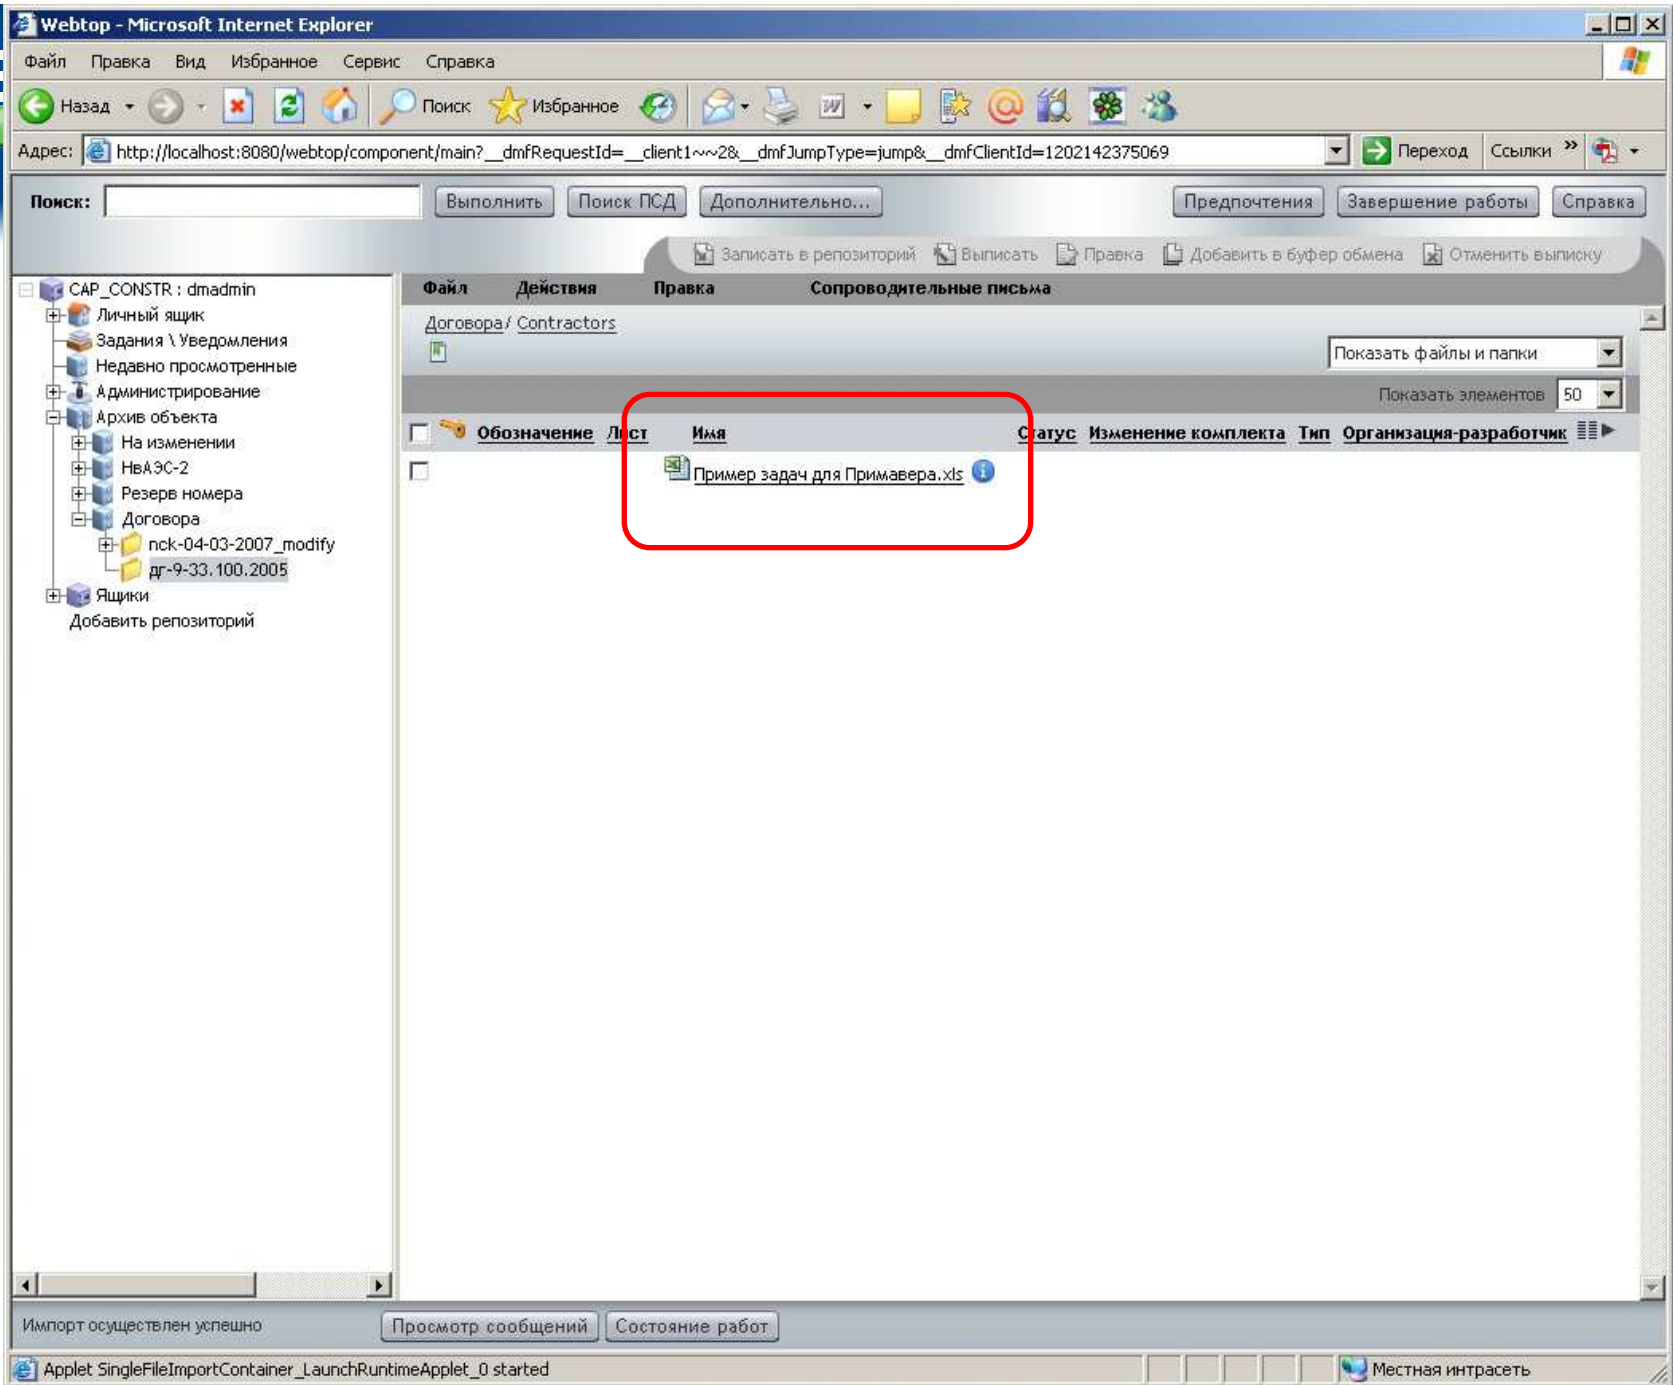 Webtop - Microsoft Internet Explorer
Файл Правка Вид Избранное Сервис Справка
Назад Поиск Избранное
Адрес: http://localhost:8080/webtop/component/main?__dmfRequestId=__client1~~2&__dmfJumpType=jump&__dmfClientId=1202142375069 Переход Ссылки »
Поиск: Выполнить Поиск ПСД Дополнительно... Предпочтения Завершение работы Справка
Записать в репозиторий Выписать Правка Добавить в буфер обмена Отменить выписку
CAP_CONSTR : dmadmin
Личный ящик
Задания \ Уведомления
Недавно просмотренные
Администрирование
Архив объекта
На изменении
НвАЭС-2
Резерв номера
Договора
пск-04-03-2007_modify
дг-9-33.100.2005
Ящики
Добавить репозиторий
Файл Действия Правка Сопроводительные письма
Договора/ Contractors
Показать файлы и папки
Показать элементов 50
Обозначение Лист Имя Статус Изменение комплекта Тип Организация-разработчик
Пример задач для Примавера.xls
Импорт осуществлен успешно Просмотр сообщений Состояние работ
Applet SingleFileImportContainer_LaunchRuntimeApplet_0 started Местная интрасеть